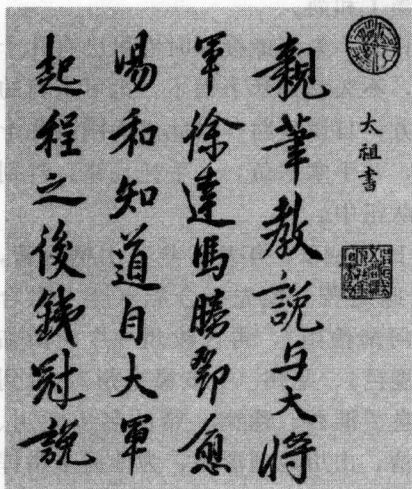 太祖書
親筆教說与大將
軍徐達馮勝鄧愈
湯和知道自大軍
起程之後銕冠說